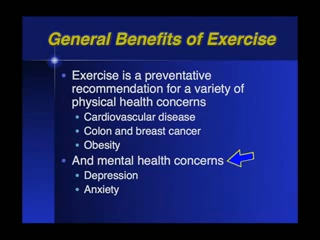 General Benefits of Exercise
• Exercise is a preventative
recommendation for a variety of
physical health concerns
• Cardiovascular disease
• Colon and breast cancer
• Obesity
• And mental health concerns
• Depression
• Anxiety